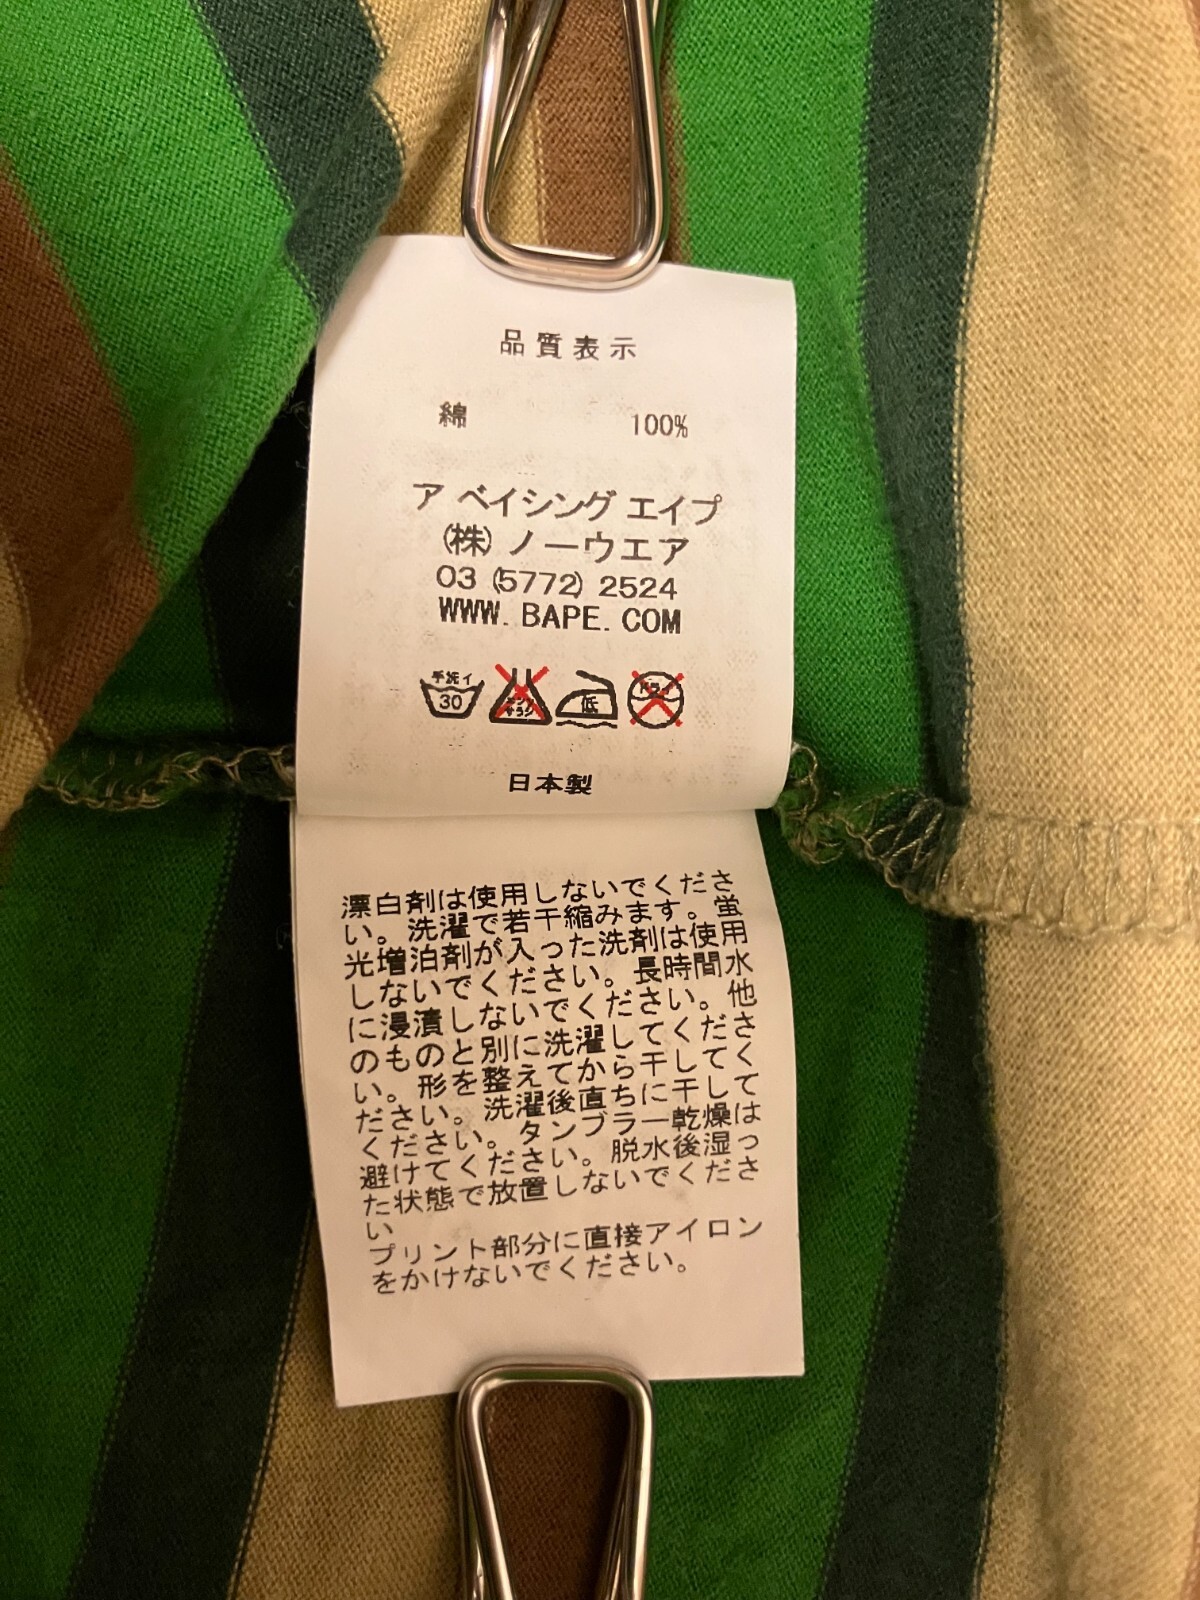 品質表示
綿 100%
ア ベイシング エイプ
(株) ノーウエア
03 (5772) 2524
WWW. BAPE. COM
手洗イ
30
エンソ
サラシ
低
ドライ
日本製
漂白剤は使用しないでくださ
い。洗濯で若干縮みます。蛍
光増泊剤が入った洗剤は使用
しないでください。長時間水
に浸漬しないでください。他
のものと別に洗濯してくださ
い。形を整えてから干してく
ださい。洗濯後直ちに干して
ください。タンブラー乾燥は
避けてください。脱水後湿っ
た状態で放置しないでくださ
い
プリント部分に直接アイロン
をかけないでください。